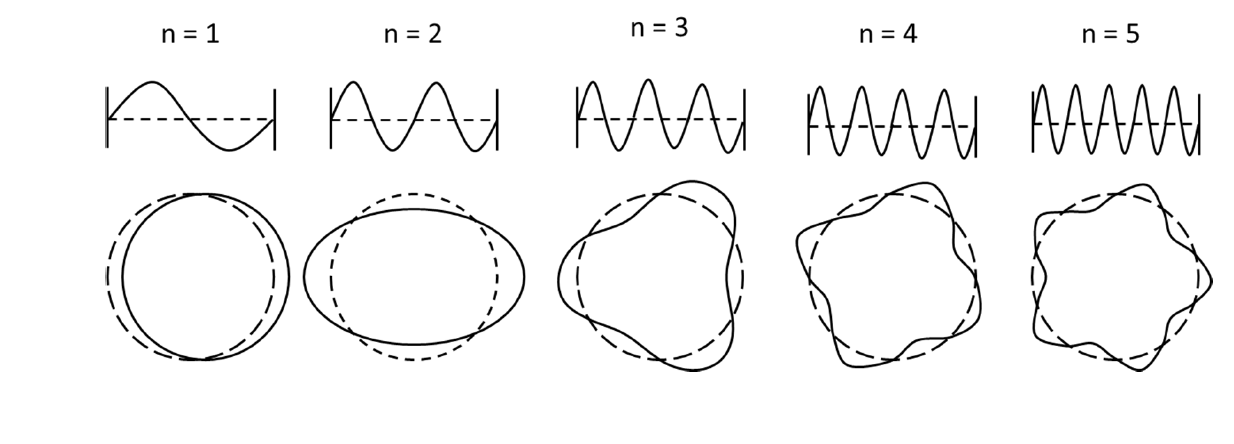 n = 1
n = 2
n = 3
n = 4
n = 5